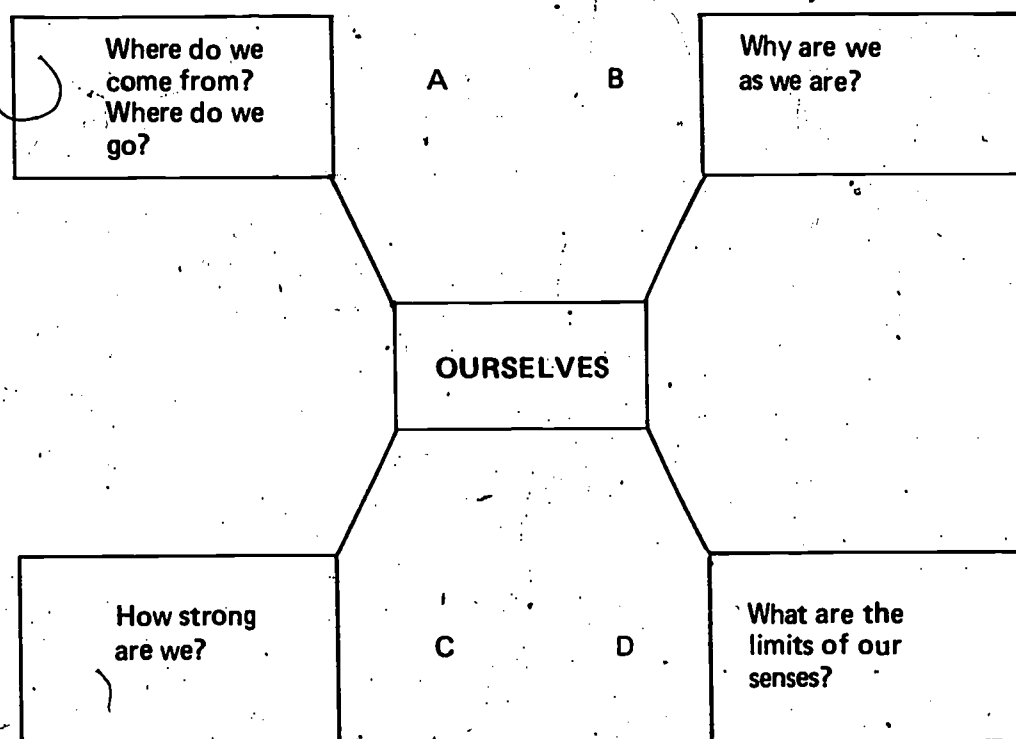 Where do we
come from?
Where do we
go?
A
B
Why are we
as we are?
OURSELVES
How strong
are we?
C
D
What are the
limits of our
senses?